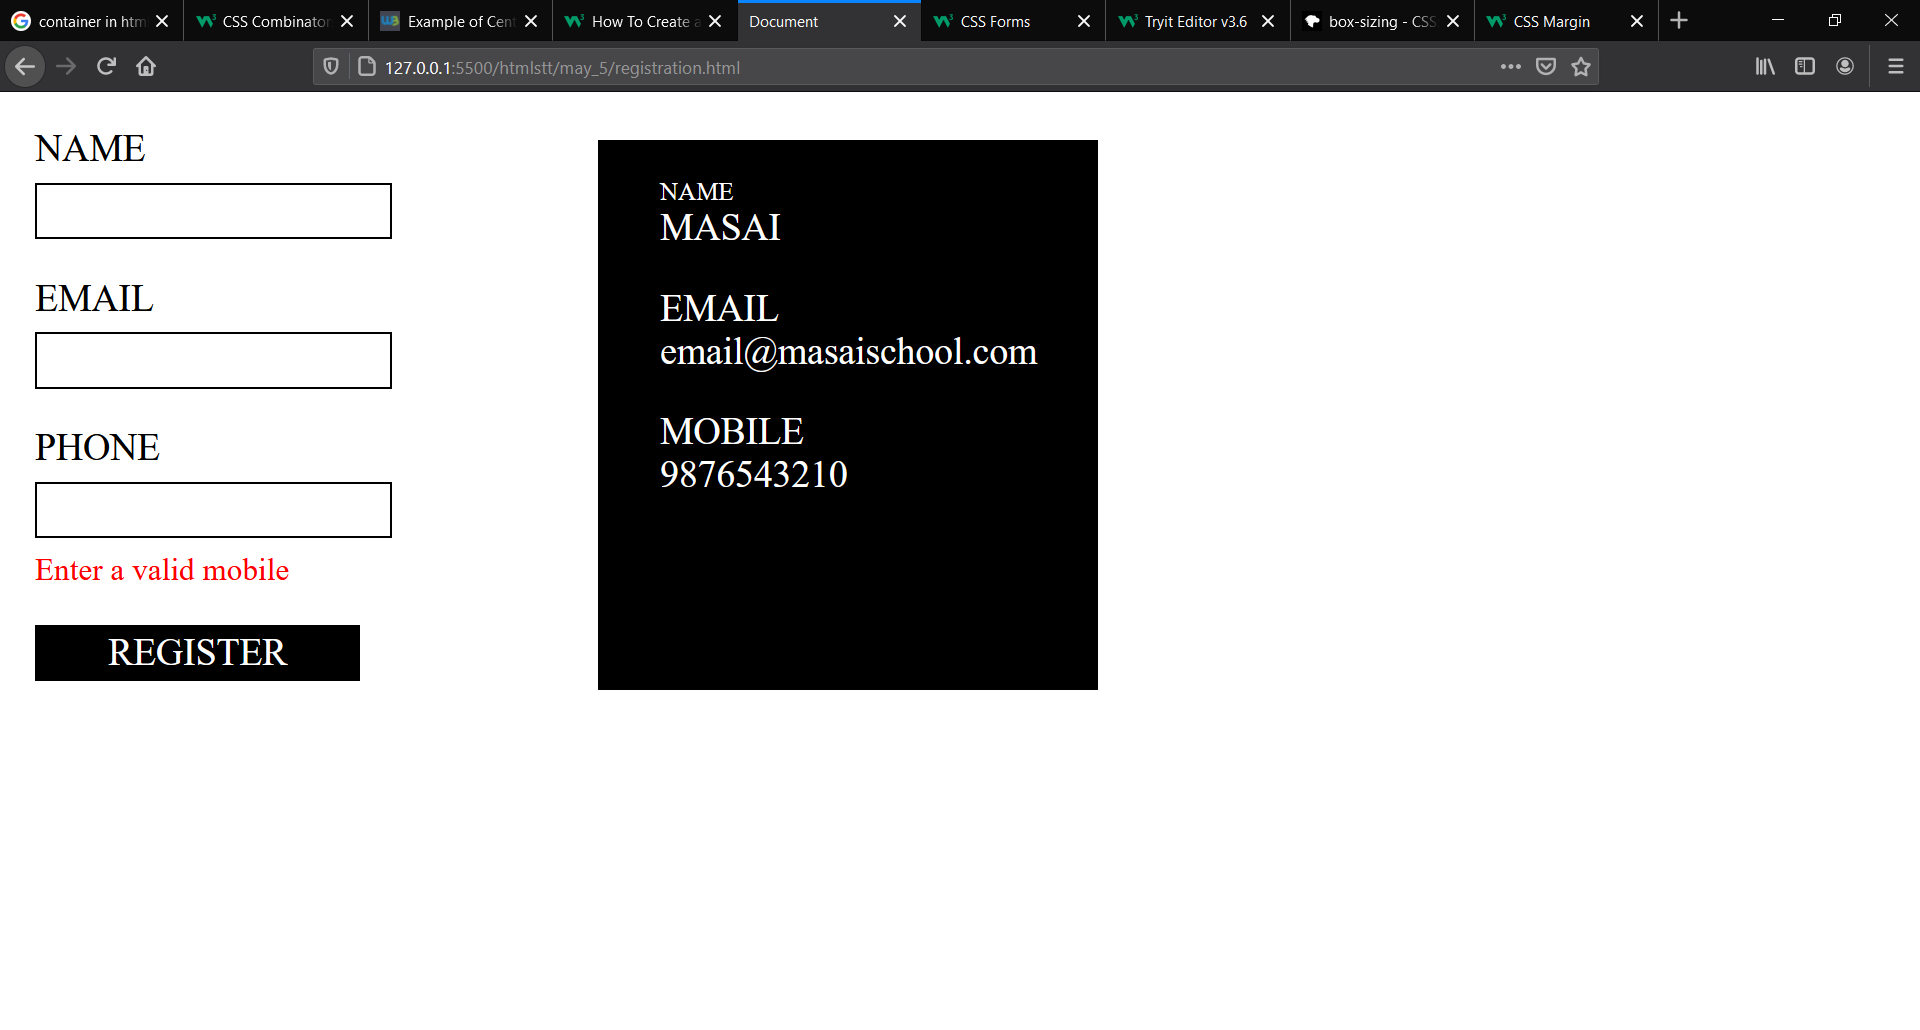 container in htm
CSS Combinator
Example of Cent
How To Create a
Document
CSS Forms
Tryit Editor v3.6
box-sizing - CSS
CSS Margin
127.0.0.1:5500/htmlstt/may_5/registration.html
NAME
EMAIL
PHONE
Enter a valid mobile
REGISTER
NAME
MASAI
EMAIL
email@masaischool.com
MOBILE
9876543210